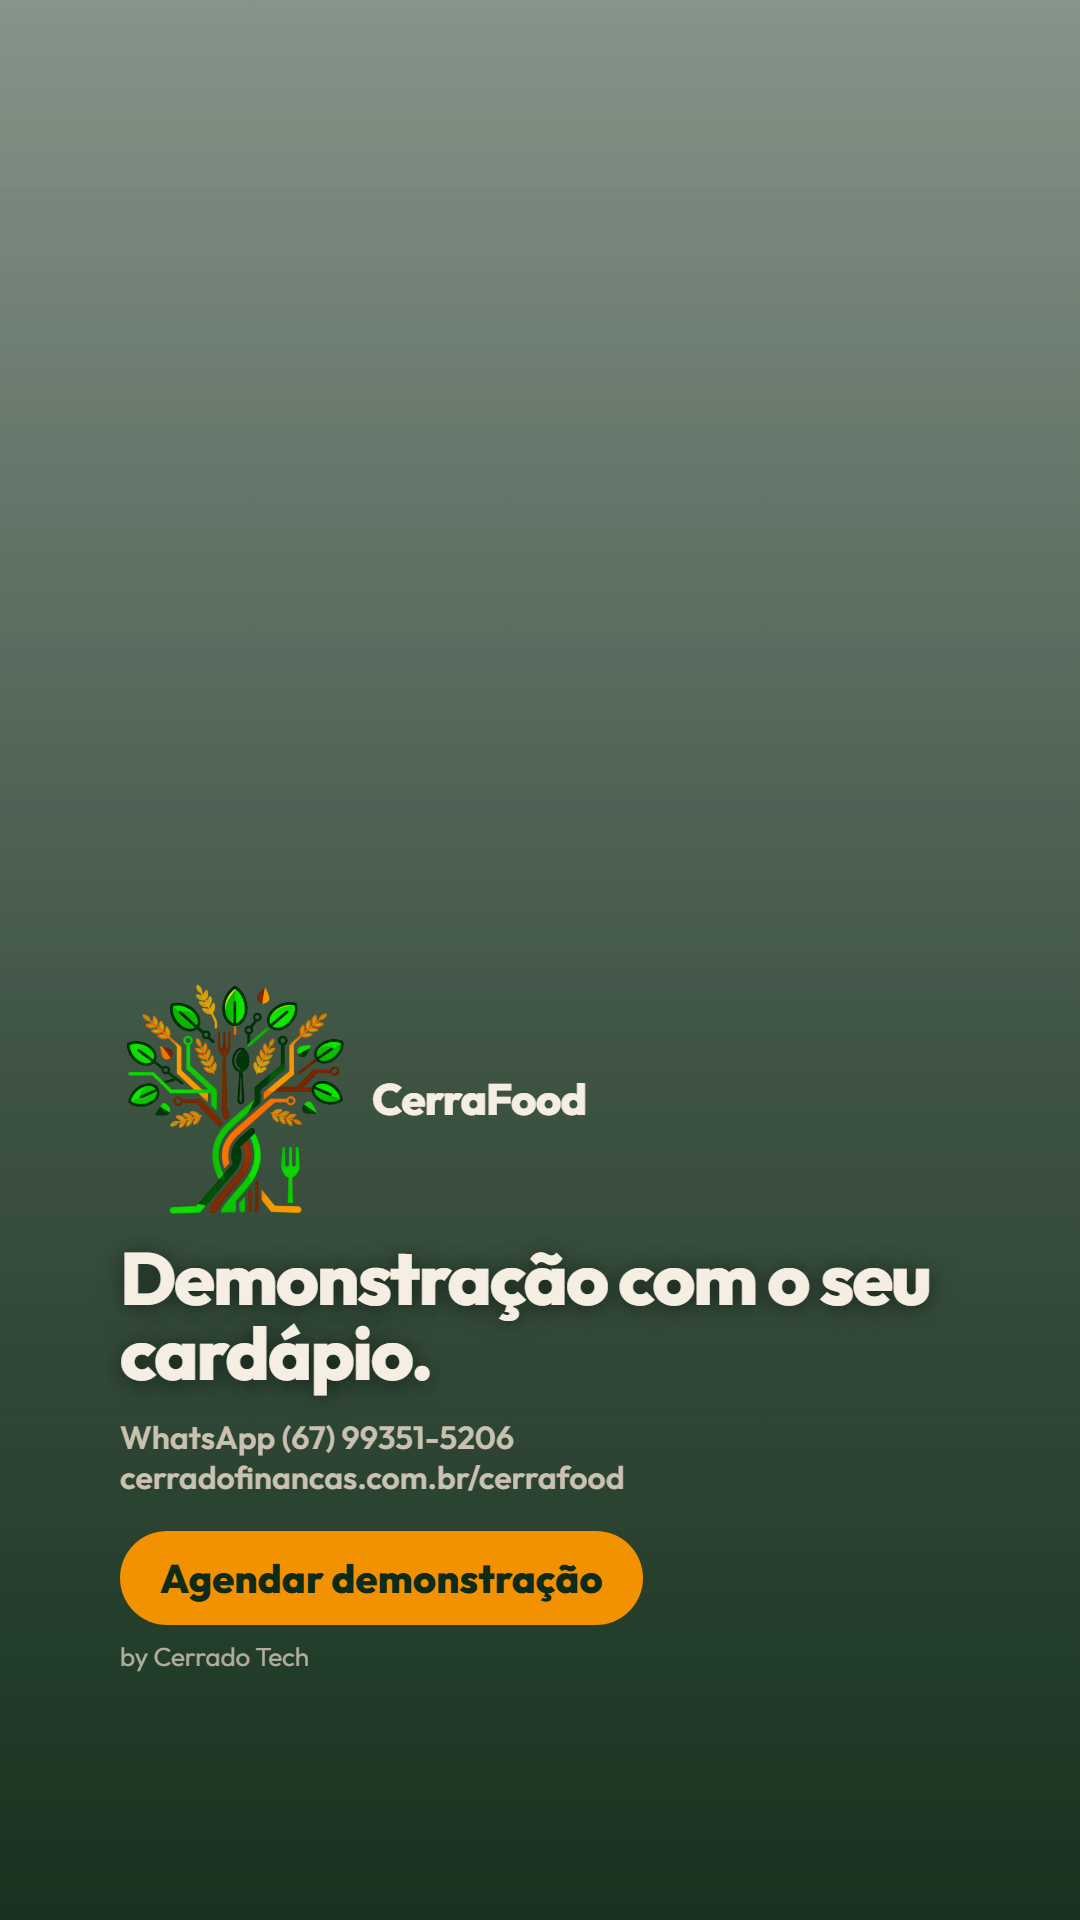 CerraFood
Demonstração com o seu
cardápio.
WhatsApp (67) 99351-5206
cerradofinancas.com.br/cerrafood
Agendar demonstração
by Cerrado Tech